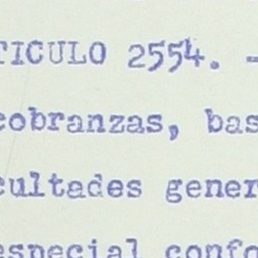 TICULO 2554. -
cobranzas, bas
cultades gener
especial confo